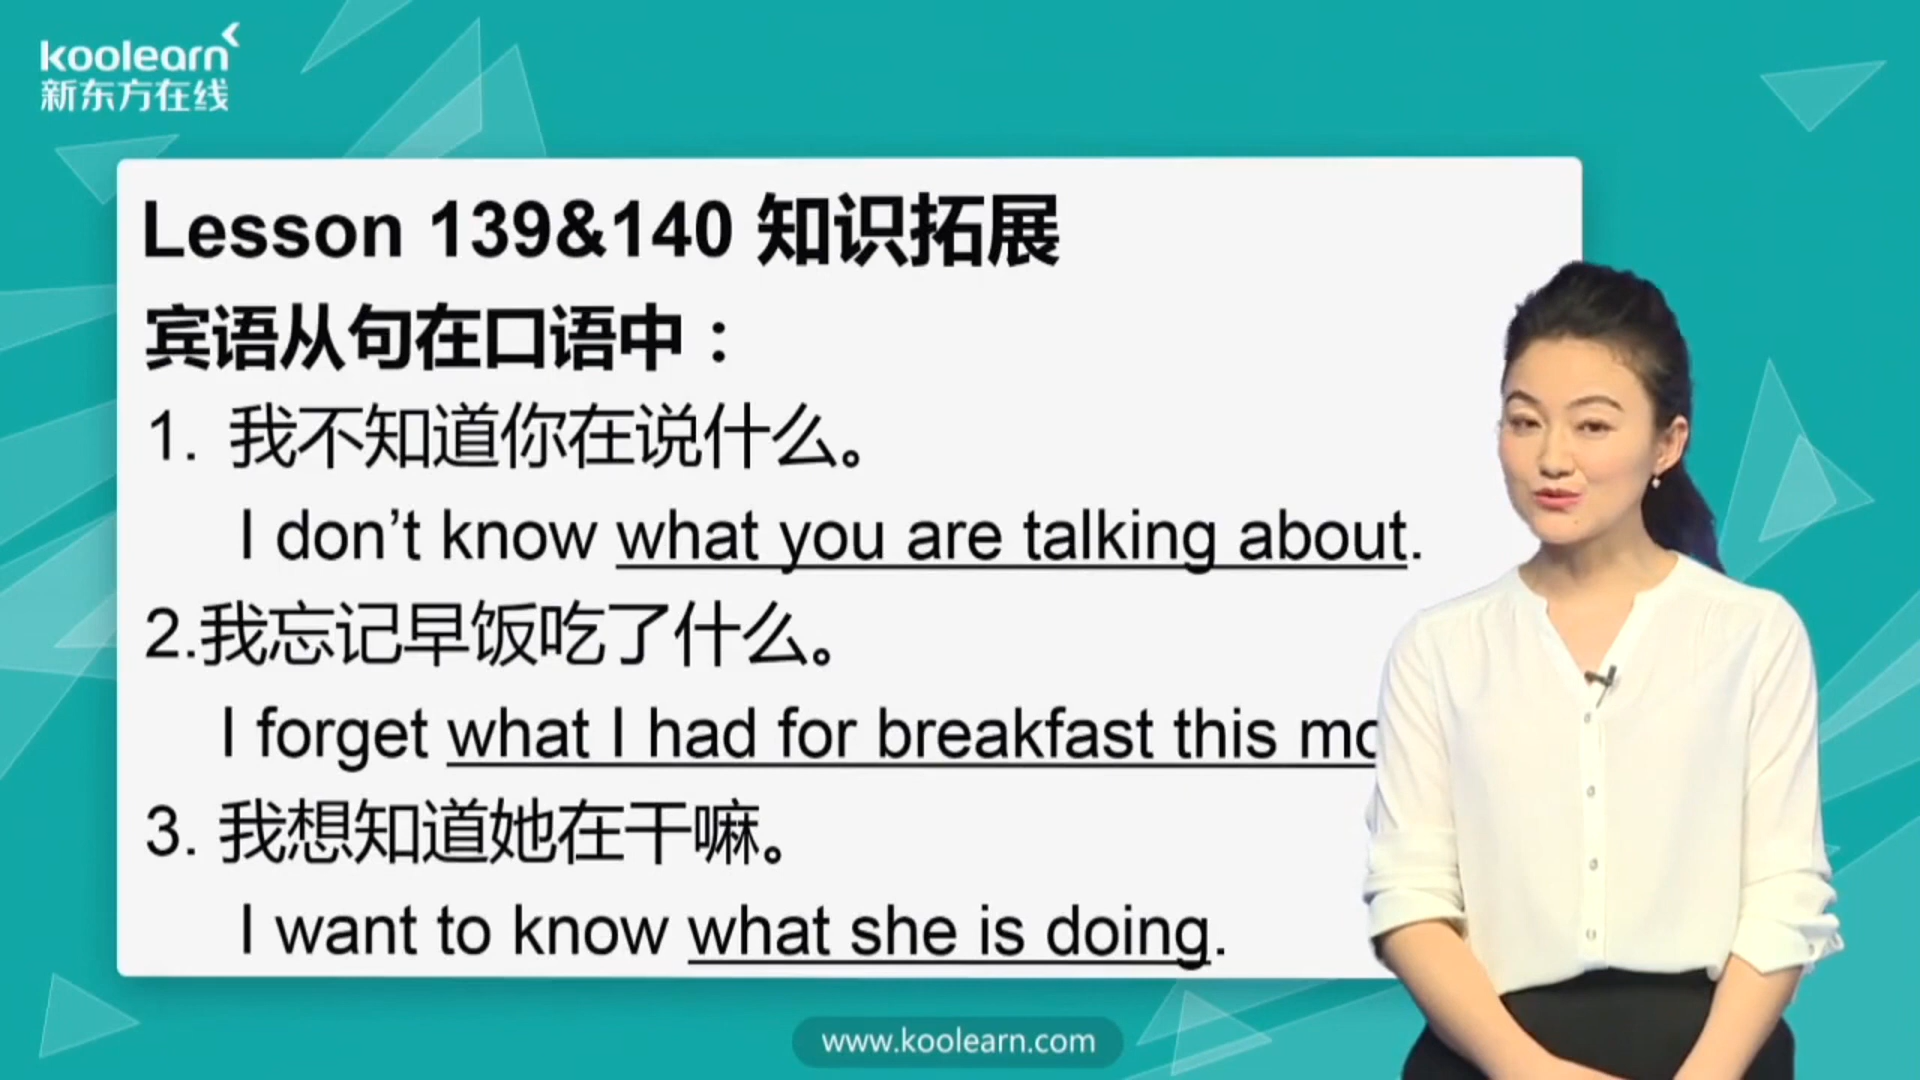 koolearn
新东方在线
Lesson 139&140 知识拓展
宾语从句在口语中：
1. 我不知道你在说什么。
I don’t know what you are talking about.
2.我忘记早饭吃了什么。
I forget what I had for breakfast this
3. 我想知道她在干嘛。
I want to know what she is doing.
www.koolearn.com